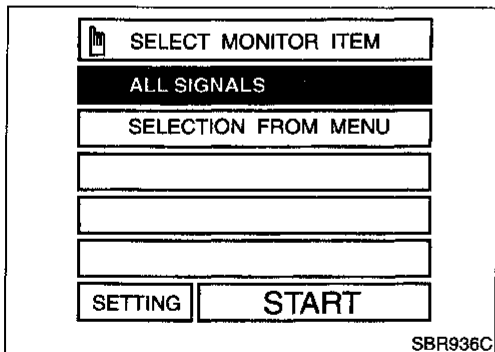 SELECT MONITOR ITEM
ALL SIGNALS
SELECTION FROM MENU
SETTING START
SBR936C